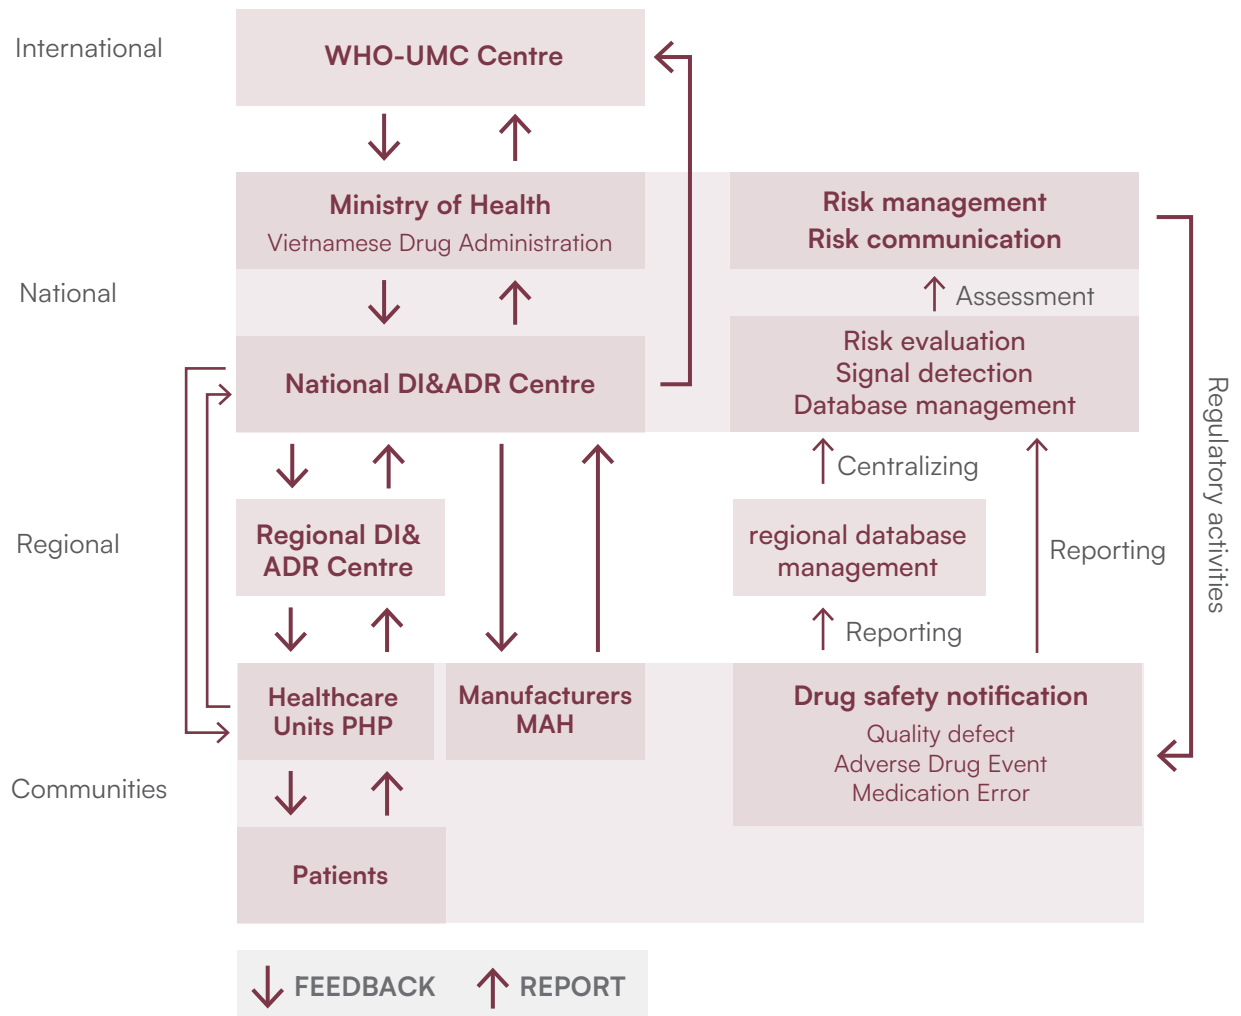 International
WHO-UMC Centre
Ministry of Health
Vietnamese Drug Administration
Risk management
Risk communication
National
Assessment
National DI&ADR Centre
Risk evaluation
Signal detection
Database management
Regulatory activities
Centralizing
Regional
Regional DI&
ADR Centre
regional database
management
Reporting
Reporting
Healthcare
Units PHP
Manufacturers
MAH
Drug safety notification
Quality defect
Adverse Drug Event
Medication Error
Communities
Patients
FEEDBACK
REPORT